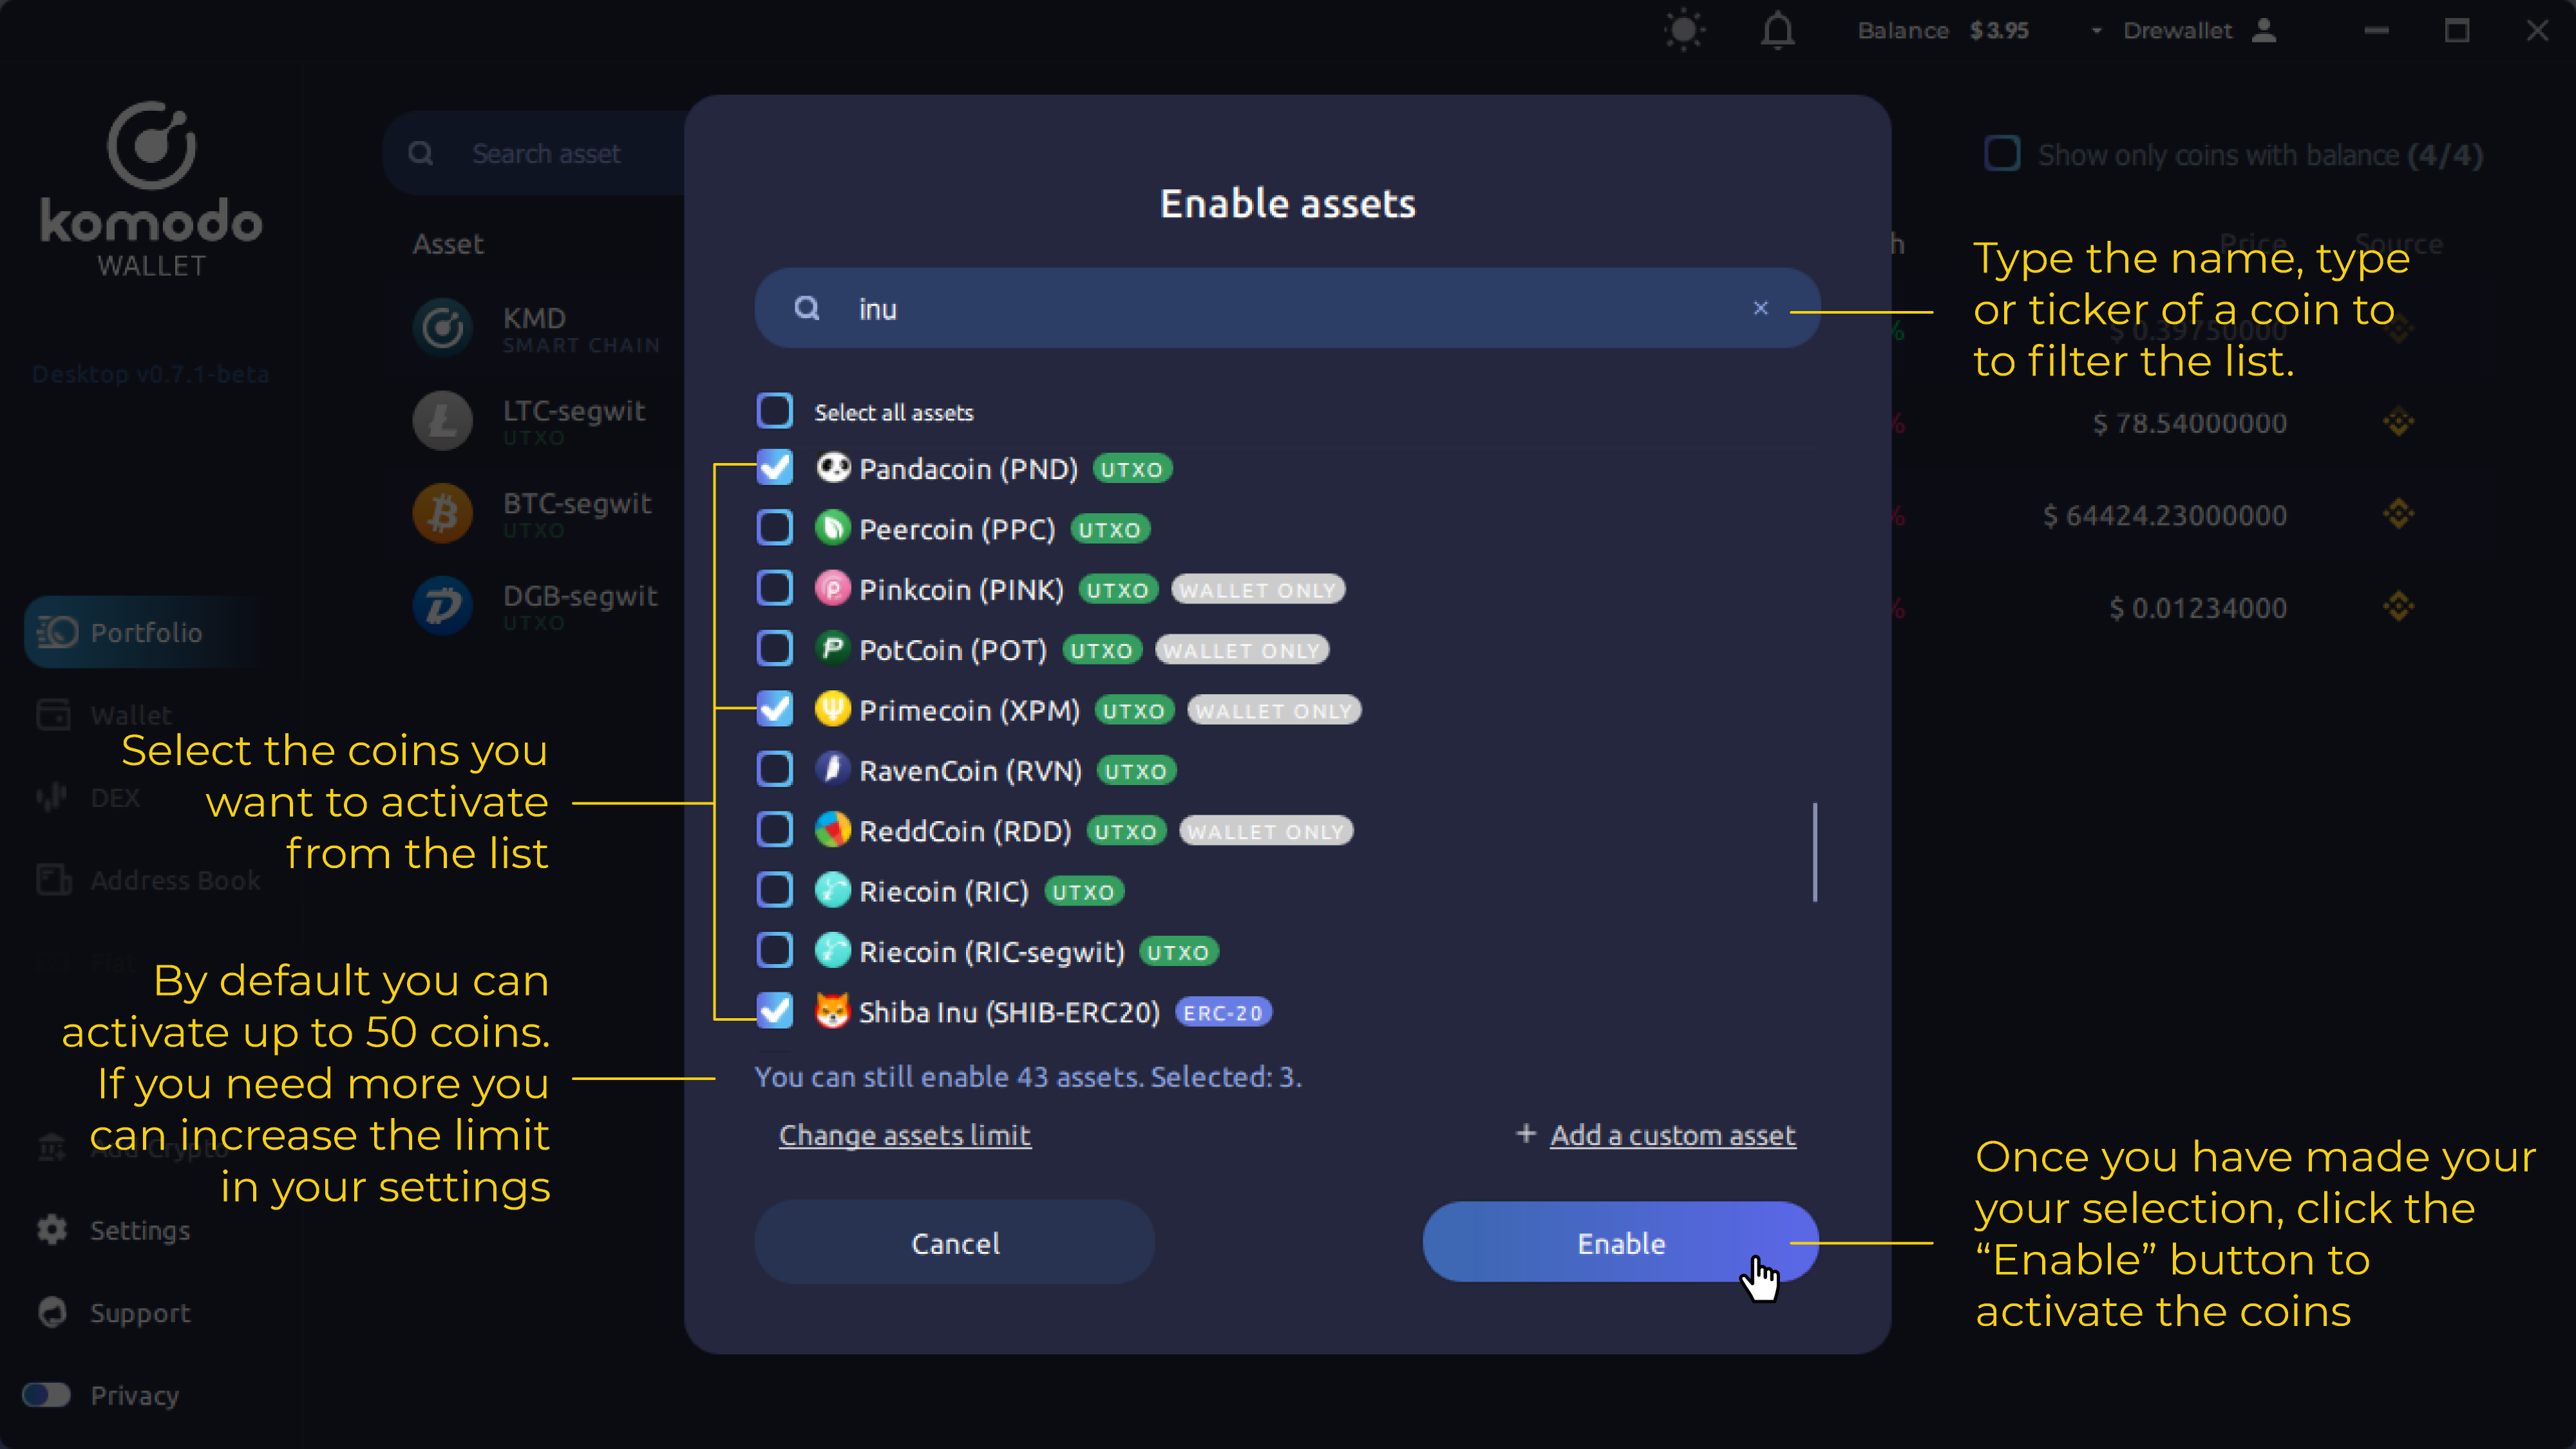 Balance $ 3.95
Drewallet
komodo
WALLET
Desktop v0.7.1-beta
Portfolio
Wallet
DEX
Address Book
Fiat
Add Crypto
Settings
Support
Privacy
Search asset
Show only coins with balance (4/4)
Asset
h
Price
Source
KMD
SMART CHAIN
%
$ 0.39750000
LTC-segwit
UTXO
%
$ 78.54000000
BTC-segwit
UTXO
%
$ 64424.23000000
DGB-segwit
UTXO
%
$ 0.01234000
Enable assets
inu
Select all assets
Pandacoin (PND) UTXO
Peercoin (PPC) UTXO
Pinkcoin (PINK) UTXO WALLET ONLY
PotCoin (POT) UTXO WALLET ONLY
Primecoin (XPM) UTXO WALLET ONLY
RavenCoin (RVN) UTXO
ReddCoin (RDD) UTXO WALLET ONLY
Riecoin (RIC) UTXO
Riecoin (RIC-segwit) UTXO
Shiba Inu (SHIB-ERC20) ERC-20
You can still enable 43 assets. Selected: 3.
Change assets limit
+ Add a custom asset
Cancel
Enable
Type the name, type
or ticker of a coin to
to filter the list.
Select the coins you
want to activate
from the list
By default you can
activate up to 50 coins.
If you need more you
can increase the limit
in your settings
Once you have made your
your selection, click the
“Enable” button to
activate the coins